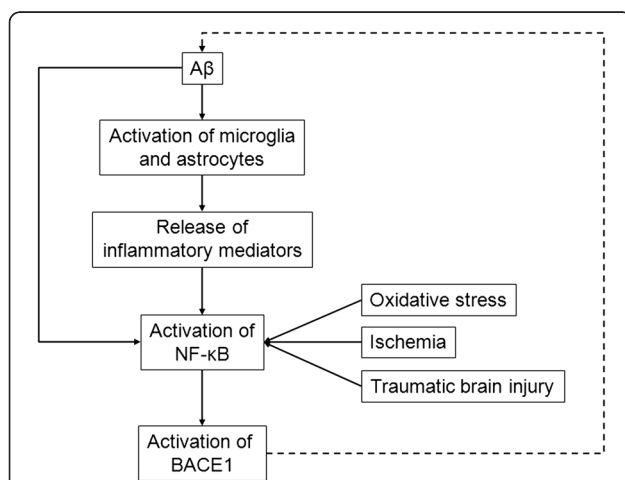 Aβ
Activation of microglia
and astrocytes
Release of
inflammatory mediators
Activation of
NF-κB
Oxidative stress
Ischemia
Traumatic brain injury
Activation of
BACE1